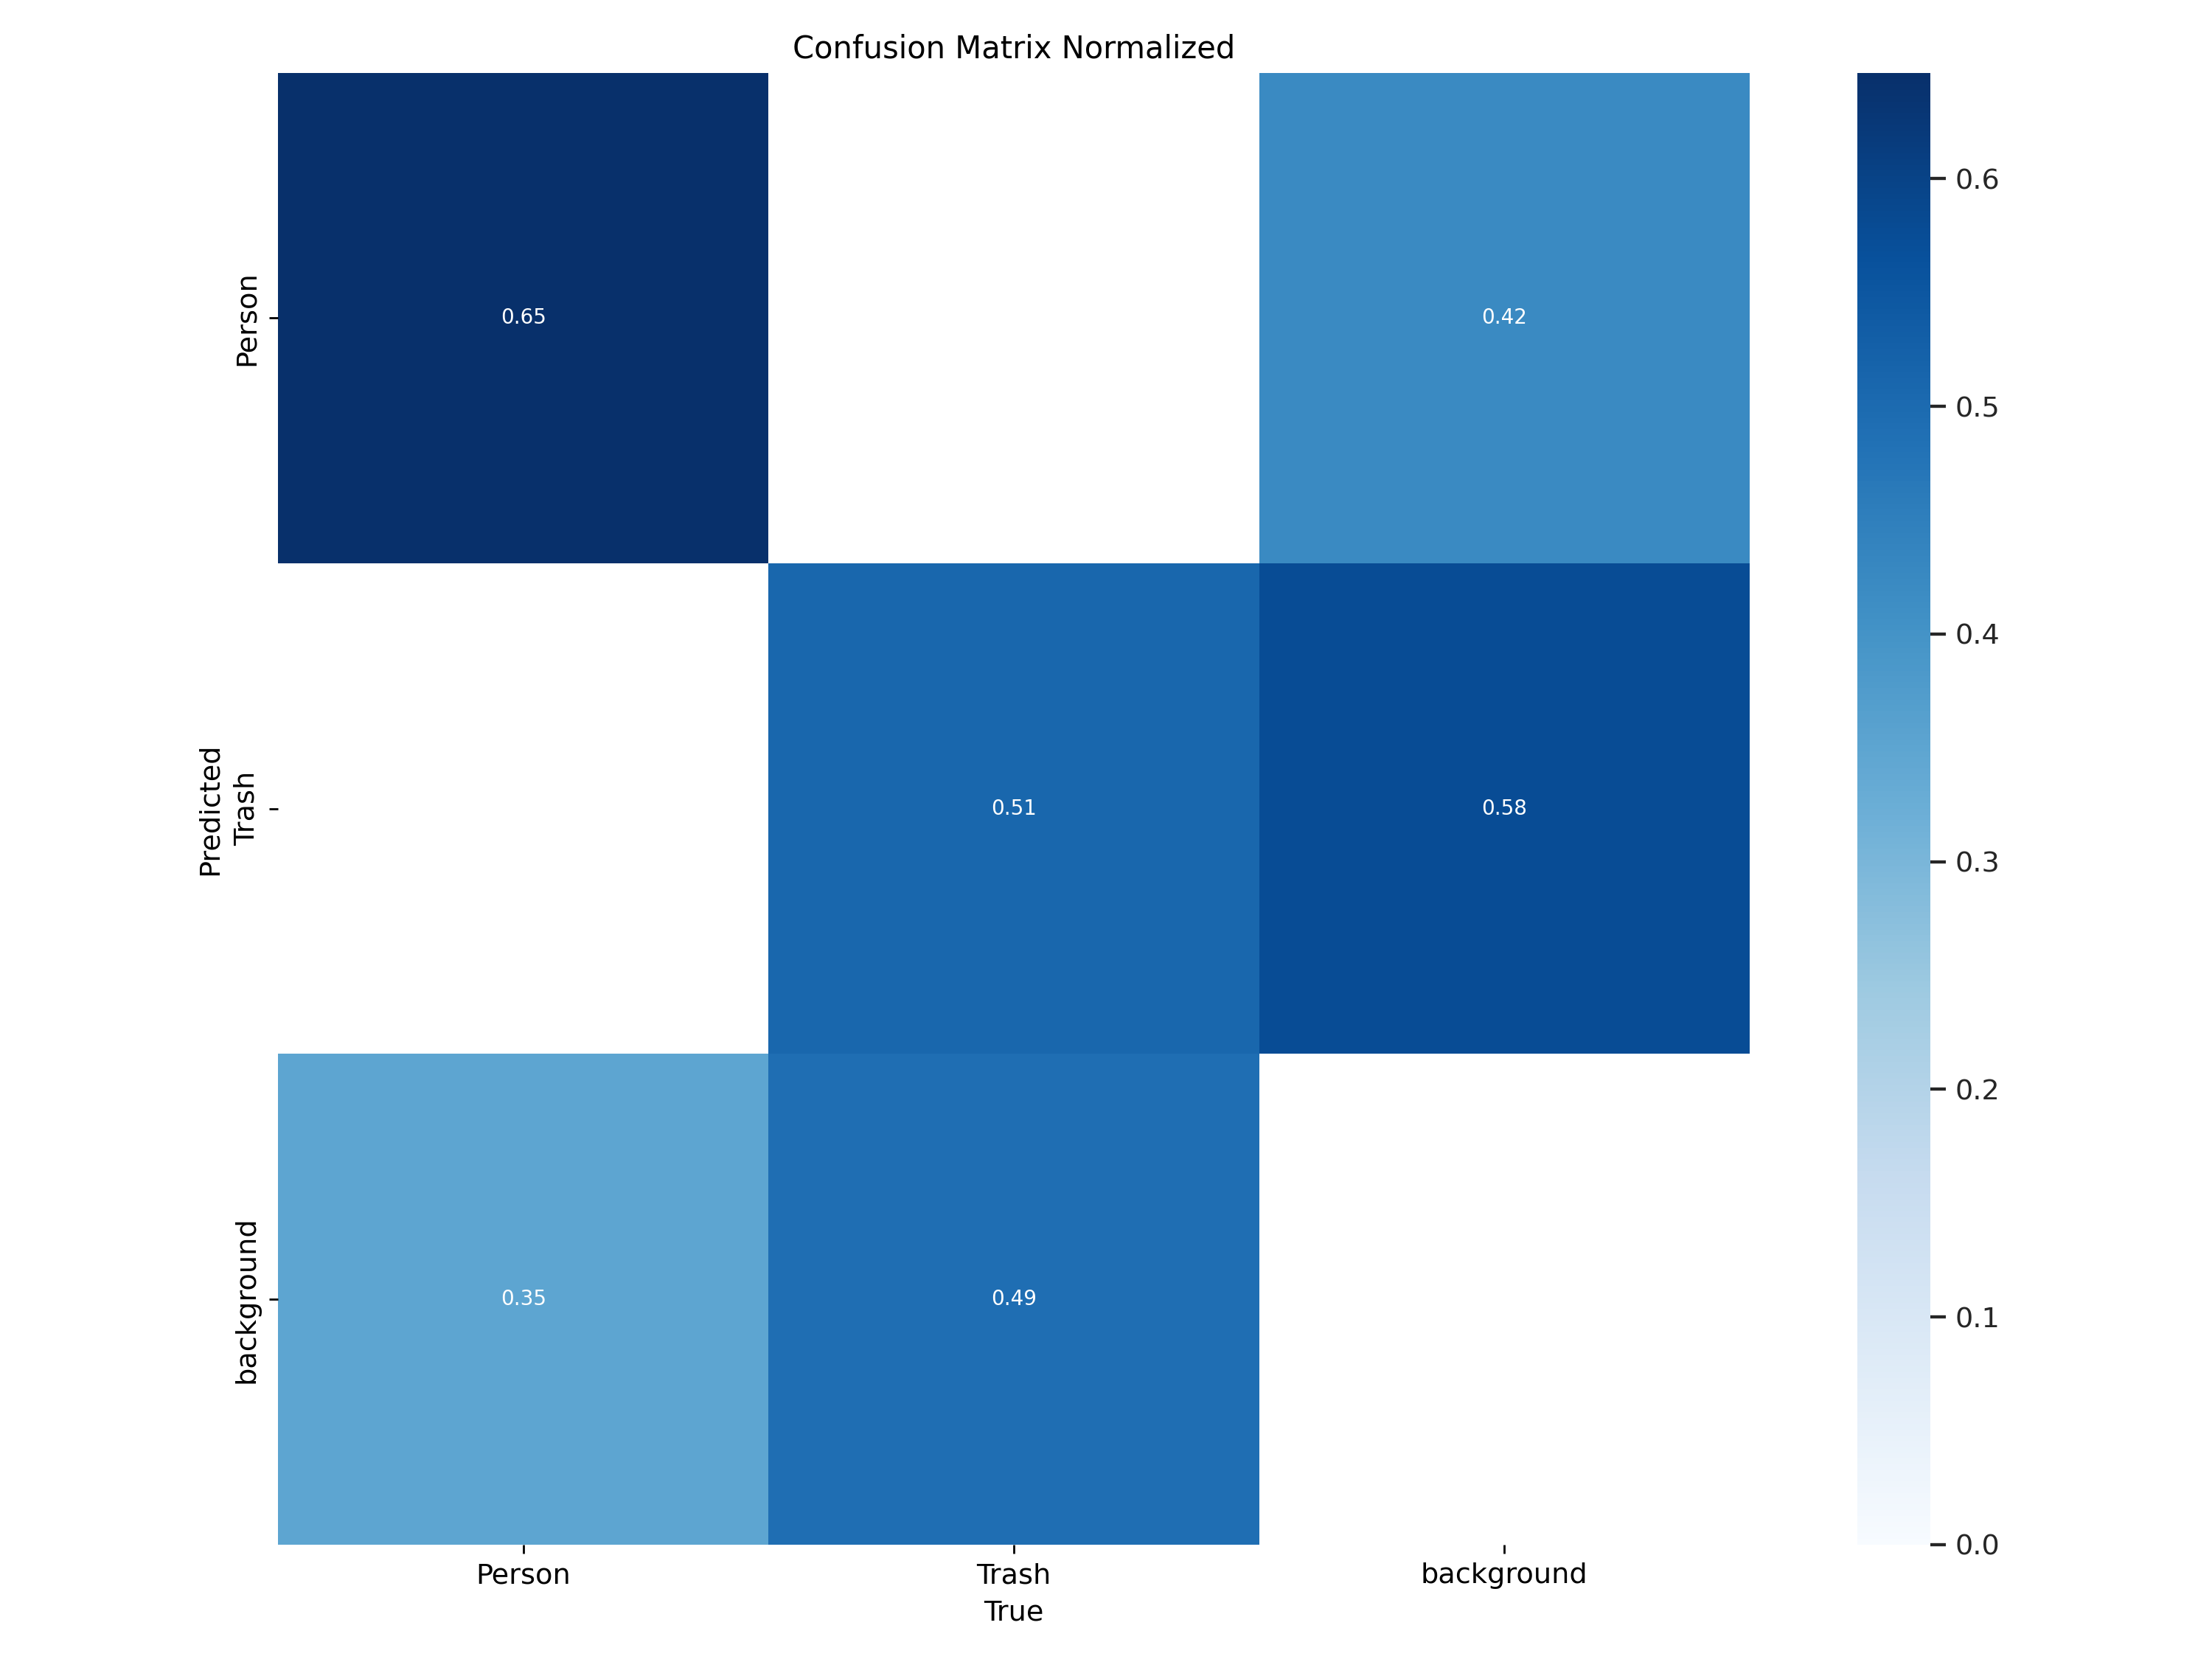 Confusion Matrix Normalized
Person
Trash
background
Predicted
0.65
0.42
0.51
0.58
0.35
0.49
Person
Trash
background
True
0.6
0.5
0.4
0.3
0.2
0.1
0.0